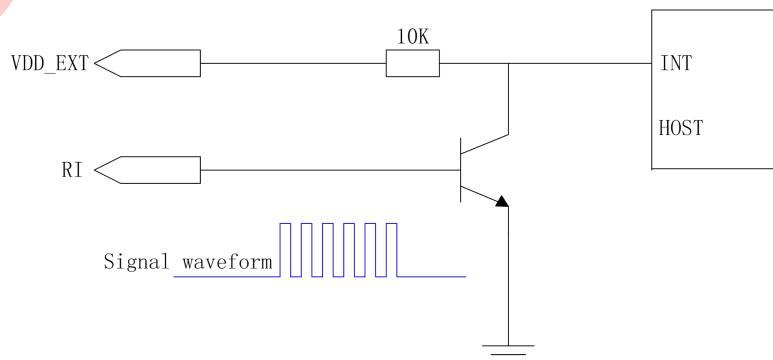 10K
VDD_EXT
INT
HOST
RI
Signal waveform